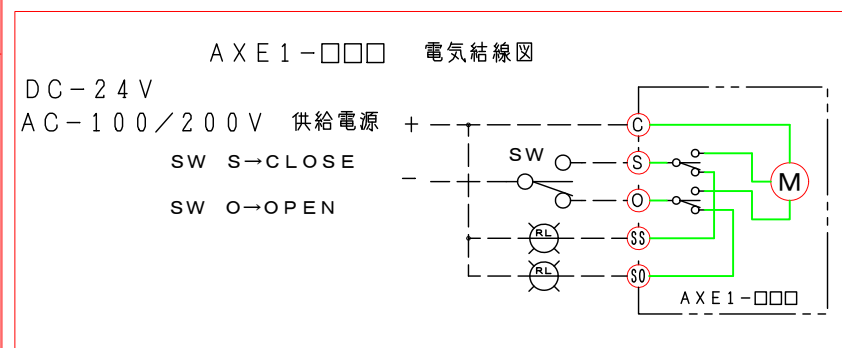 AXE1-□□□ 電気結線図
DC-24V
AC-100/200V 供給電源 +
C
SW S→CLOSE
SW
S
-
M
SW O→OPEN
O
RL
SS
RL
SO
AXE1-□□□